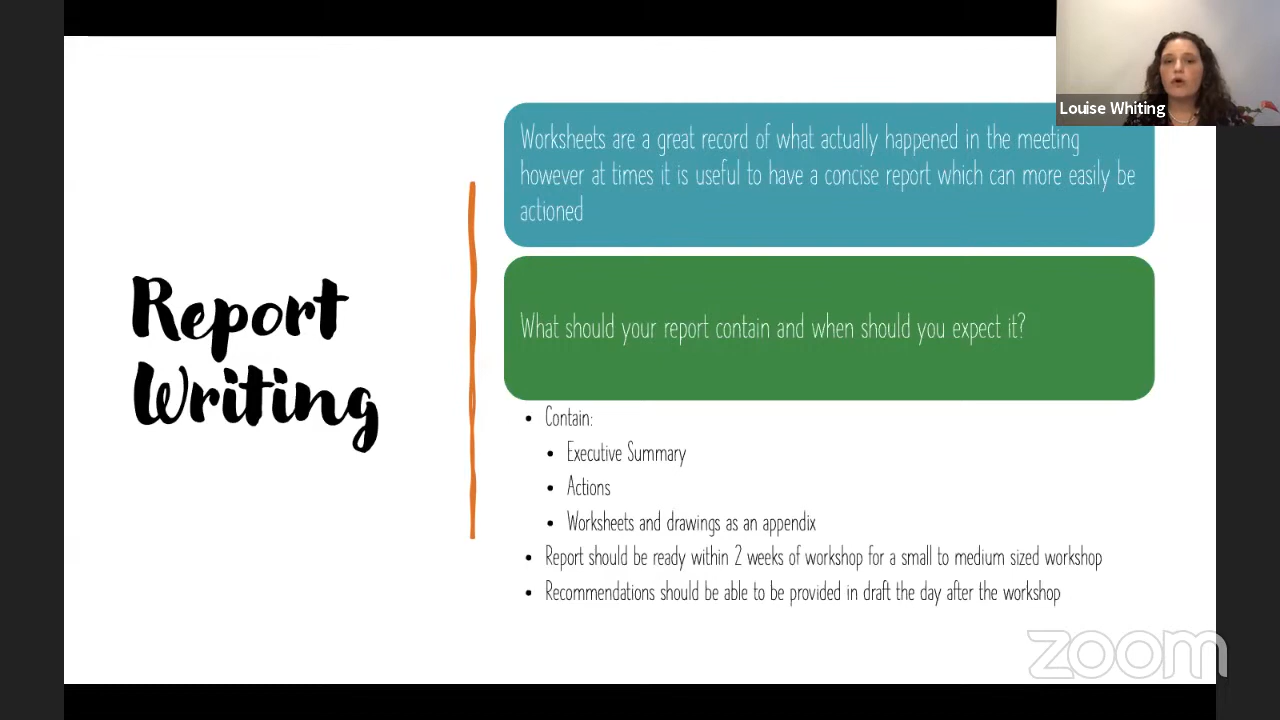 Louise Whiting
Worksheets are a great record of what actually happened in the meeting
however at times it is useful to have a concise report which can more easily be
actioned
Report
Writing
What should your report contain and when should you expect it?
• Contain:
• Executive Summary
• Actions
• Worksheets and drawings as an appendix
• Report should be ready within 2 weeks of workshop for a small to medium sized workshop
• Recommendations should be able to be provided in draft the day after the workshop
zoom